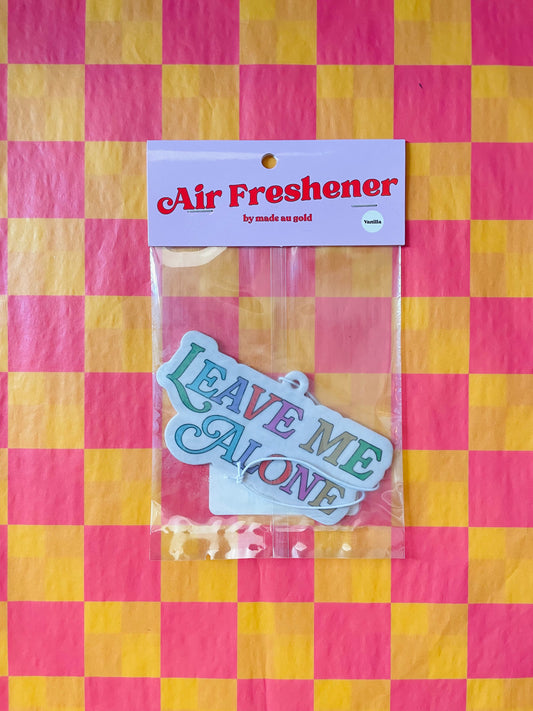 Air Freshener
by made au gold
Vanilla
LEAVE ME
ALONE